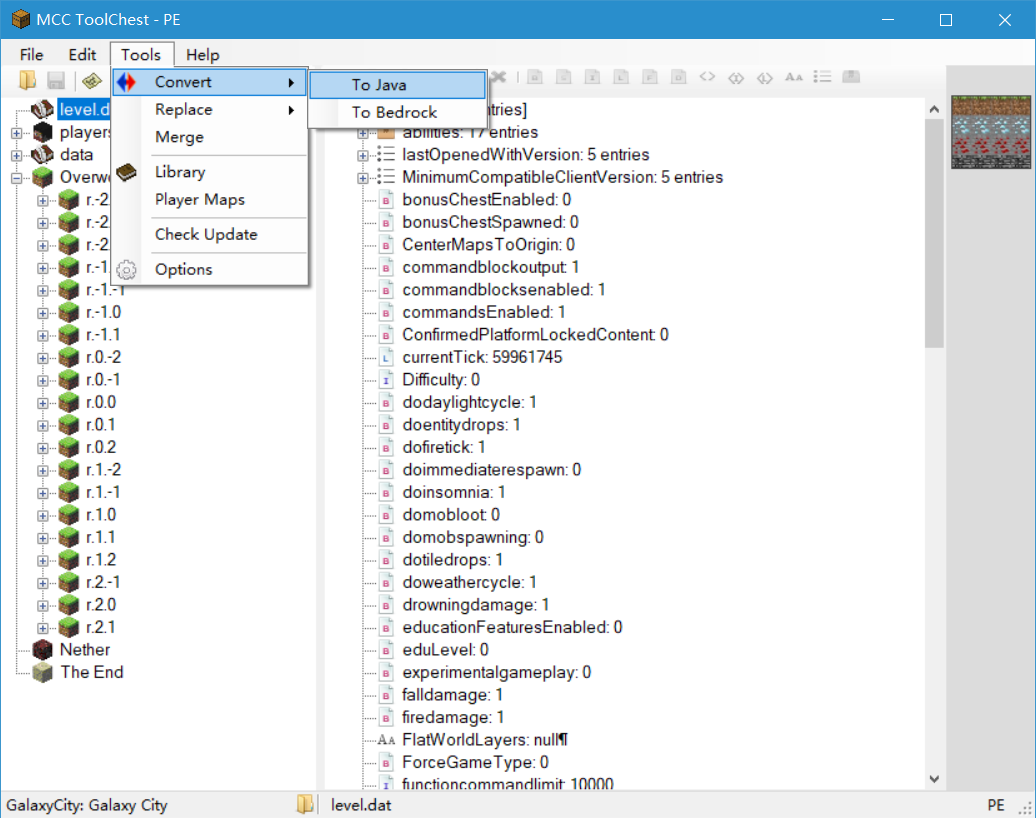 MCC ToolChest - PE
File Edit Tools Help
Convert
Replace
Merge
Library
Player Maps
Check Update
Options
To Java
To Bedrock
level.d
players
data
Overw
r.-2
r.-2
r.-2
r.-1.
r.-1.-1
r.-1.0
r.-1.1
r.0.-2
r.0.-1
r.0.0
r.0.1
r.0.2
r.1.-2
r.1.-1
r.1.0
r.1.1
r.1.2
r.2.-1
r.2.0
r.2.1
Nether
The End
ntries]
abilities: 17 entries
lastOpenedWithVersion: 5 entries
MinimumCompatibleClientVersion: 5 entries
bonusChestEnabled: 0
bonusChestSpawned: 0
CenterMapsToOrigin: 0
commandblockoutput: 1
commandblocksenabled: 1
commandsEnabled: 1
ConfirmedPlatformLockedContent: 0
currentTick: 59961745
Difficulty: 0
dodaylightcycle: 1
doentitydrops: 1
dofiretick: 1
doimmediaterespawn: 0
doinsomnia: 1
domobloot: 0
domobspawning: 0
dotiledrops: 1
doweathercycle: 1
drowningdamage: 1
educationFeaturesEnabled: 0
eduLevel: 0
experimentalgameplay: 0
falldamage: 1
firedamage: 1
FlatWorldLayers: null¶
ForceGameType: 0
functioncommandlimit: 10000
GalaxyCity: Galaxy City
level.dat
PE